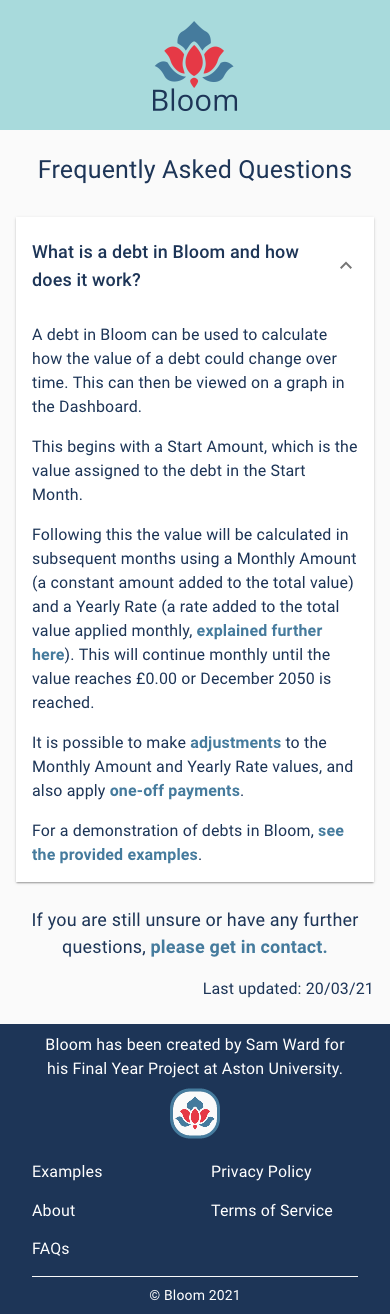 Bloom
Frequently Asked Questions
What is a debt in Bloom and how
does it work?
A debt in Bloom can be used to calculate
how the value of a debt could change over
time. This can then be viewed on a graph in
the Dashboard.
This begins with a Start Amount, which is the
value assigned to the debt in the Start
Month.
Following this the value will be calculated in
subsequent months using a Monthly Amount
(a constant amount added to the total value)
and a Yearly Rate (a rate added to the total
value applied monthly, explained further
here). This will continue monthly until the
value reaches £0.00 or December 2050 is
reached.
It is possible to make adjustments to the
Monthly Amount and Yearly Rate values, and
also apply one-off payments.
For a demonstration of debts in Bloom, see
the provided examples.
If you are still unsure or have any further
questions, please get in contact.
Last updated: 20/03/21
Bloom has been created by Sam Ward for
his Final Year Project at Aston University.
Examples
Privacy Policy
About
Terms of Service
FAQs
© Bloom 2021